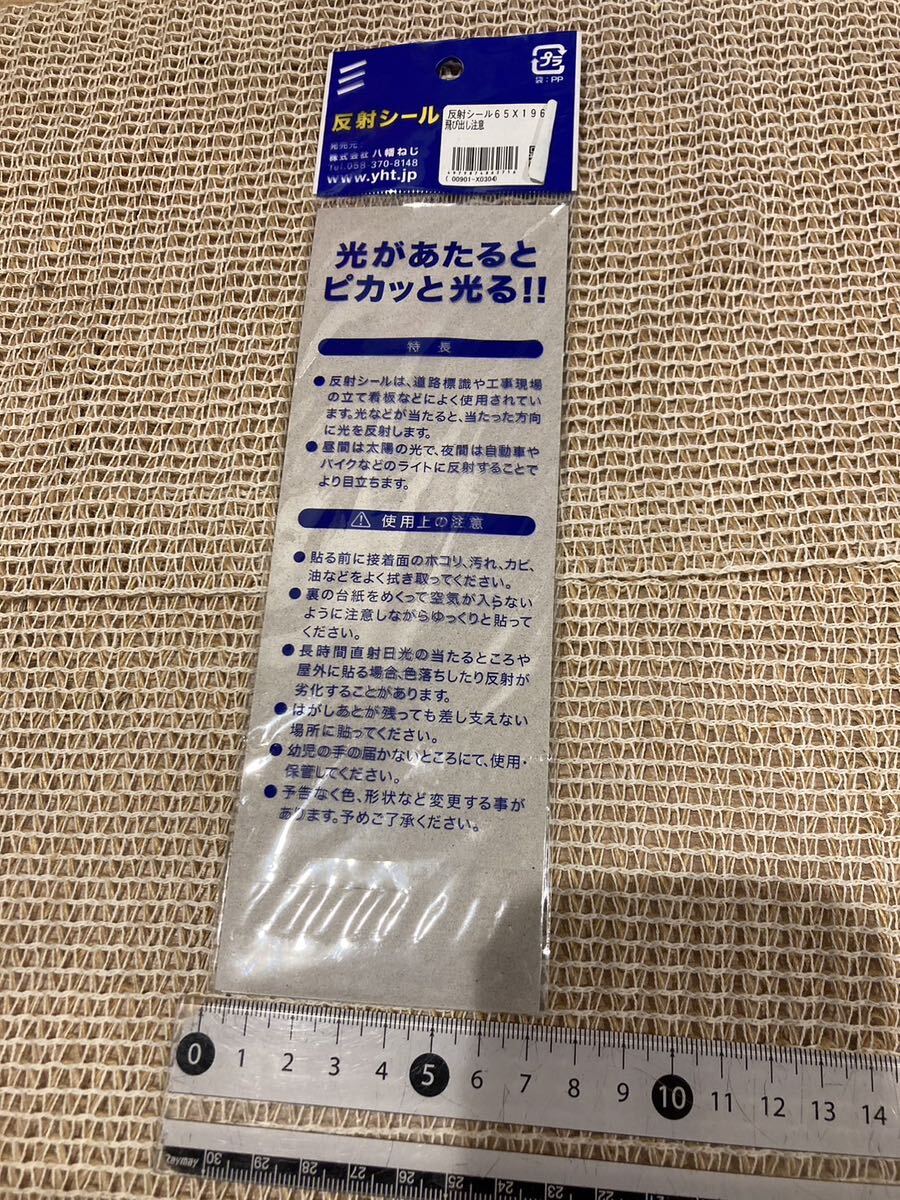 プラ
袋:PP
反射シール
発売元:
株式会社 八幡ねじ
Tel.058-370-8148
www.yht.jp
反射シール65X196
飛び出し注意
(00901-X0304)
光があたると
ピカッと光る!!
特 長
●反射シールは、道路標識や工事現場
の立て看板などによく使用されてい
ます。光などが当たると、当たった方向
に光を反射します。
●昼間は太陽の光で、夜間は自動車や
バイクなどのライトに反射することで
より目立ちます。
⚠ 使用上の注意
●貼る前に接着面のホコリ、汚れ、カビ、
油などをよく拭き取ってください。
●裏の台紙をめくって空気が入らない
ように注意しながらゆっくりと貼って
ください。
●長時間直射日光の当たるところや
屋外に貼る場合、色落ちしたり反射が
劣化することがあります。
●はがしあとが残っても差し支えない
場所に貼ってください。
●幼児の手の届かないところにて、使用・
保管してください。
●予告なく色、形状など変更する事が
あります。予めご了承ください。
0 1 2 3 4 5 6 7 8 9 10 11 12 13 14
Raymay 30 29 28 27 26 25 24 23